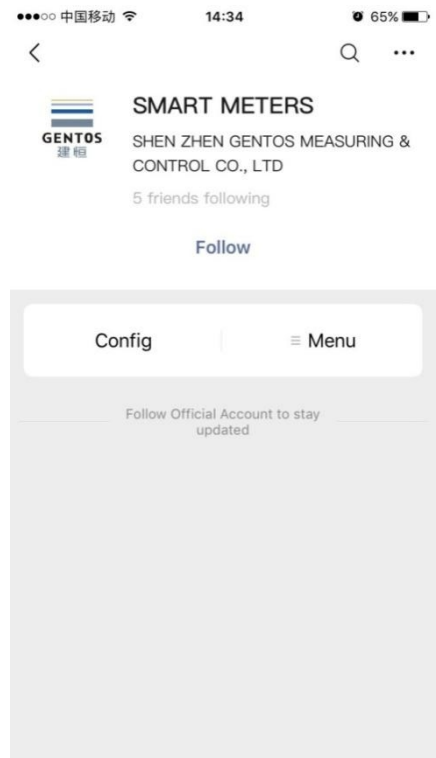 中国移动 14:34 65%
SMART METERS
GENTOS
建恒
SHEN ZHEN GENTOS MEASURING &
CONTROL CO., LTD
5 friends following
Follow
Config
≡ Menu
Follow Official Account to stay
updated